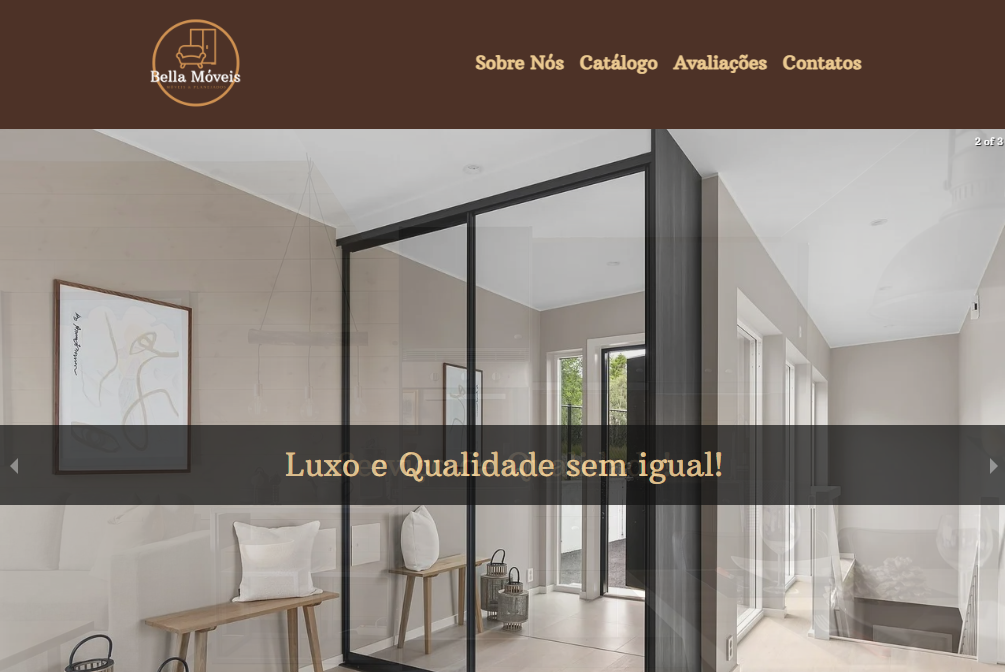 Bella Móveis
Sobre Nós Catálogo Avaliações Contatos
2 of 3
Luxo e Qualidade sem igual!